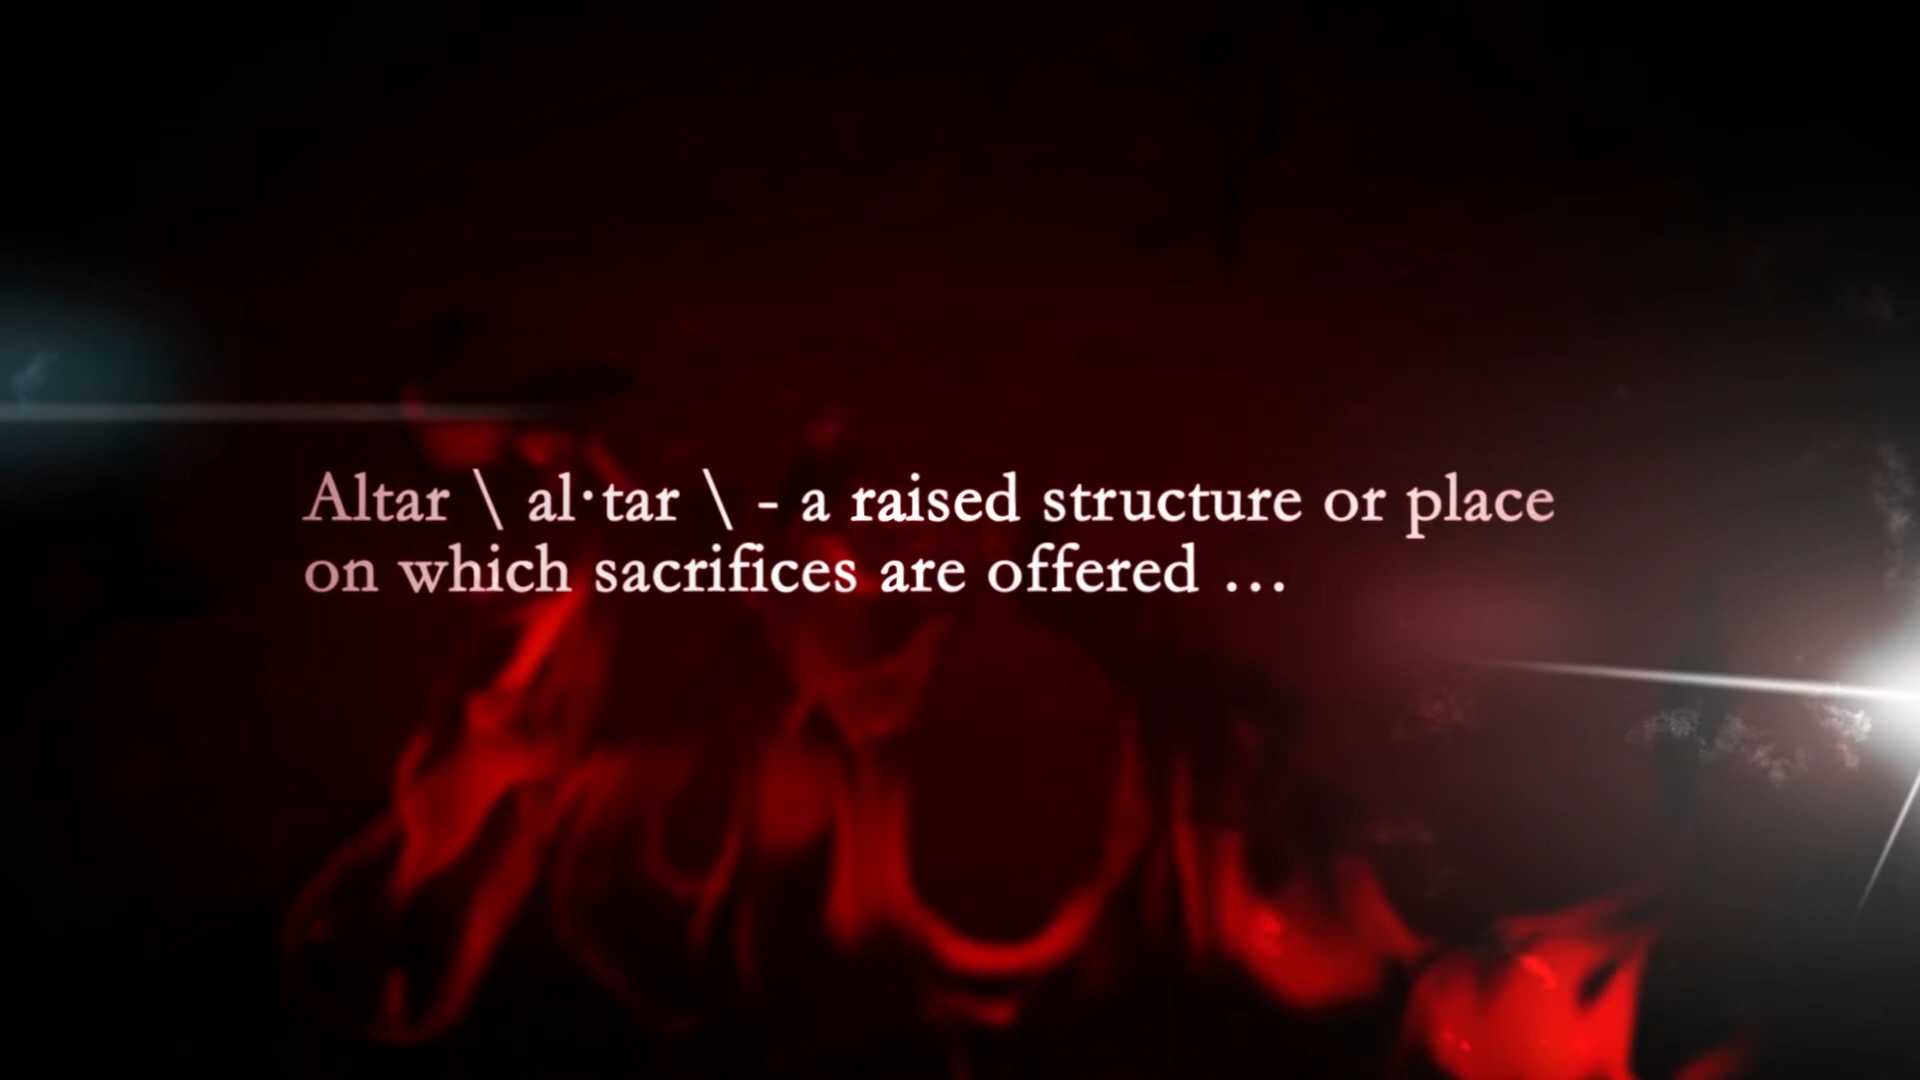 Altar \ al·tar \ - a raised structure or place
on which sacrifices are offered ...